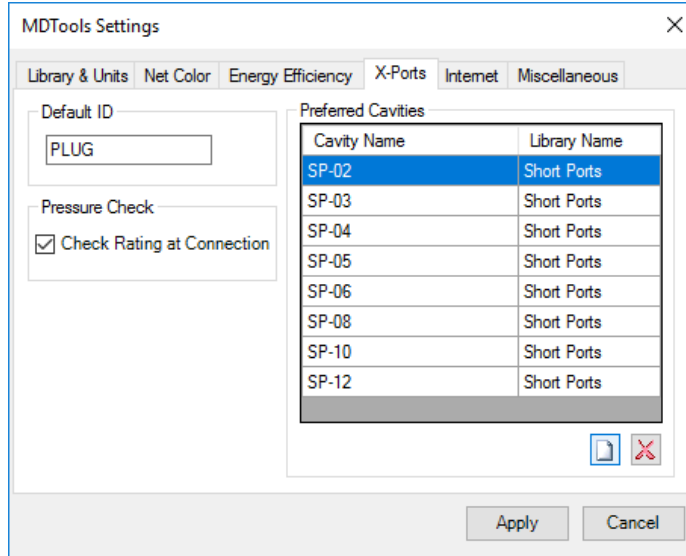 MDTools Settings
Library & Units Net Color Energy Efficiency X-Ports Internet Miscellaneous
Default ID
PLUG
Pressure Check
Check Rating at Connection
Preferred Cavities
Cavity Name Library Name
SP-02 Short Ports
SP-03 Short Ports
SP-04 Short Ports
SP-05 Short Ports
SP-06 Short Ports
SP-08 Short Ports
SP-10 Short Ports
SP-12 Short Ports
Apply Cancel